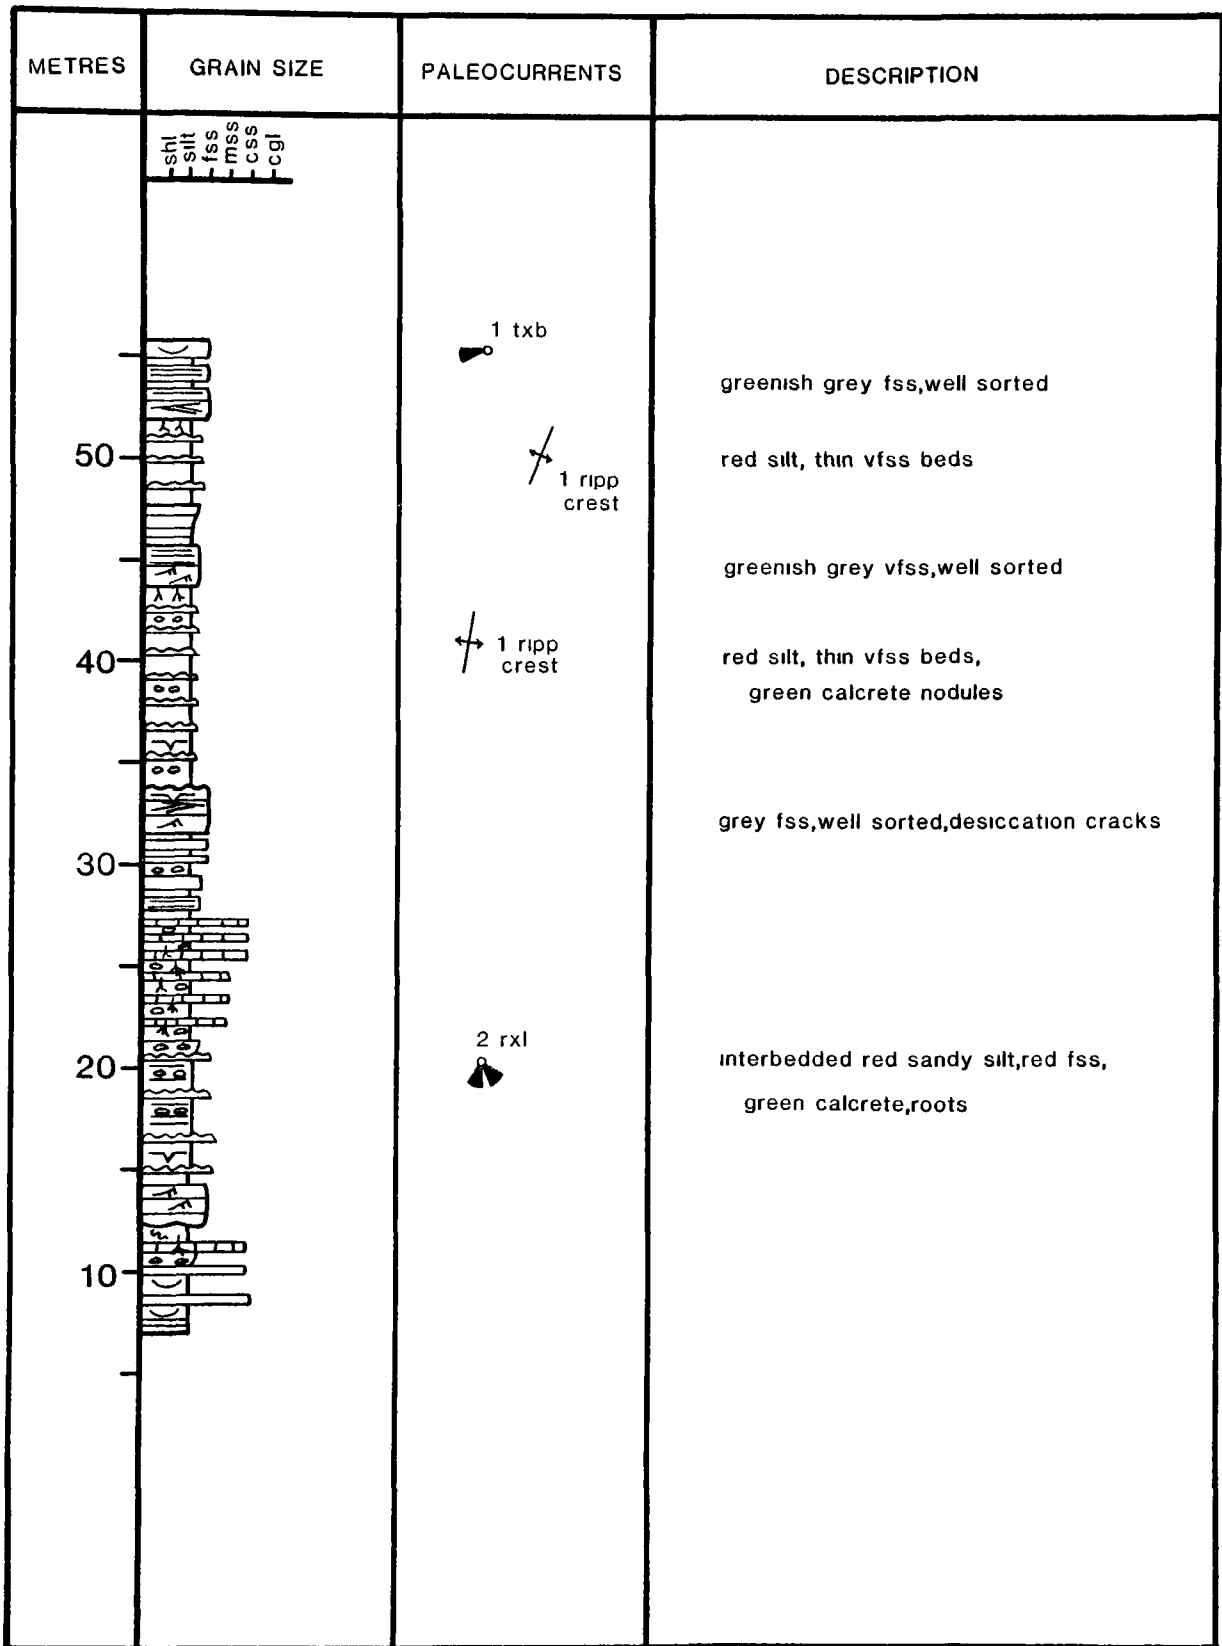 METRES GRAIN SIZE PALEOCURRENTS DESCRIPTION
shl
silt
fss
mss
css
cgl
1 txb
greenish grey fss,well sorted
50
1 ripp
crest
red silt, thin vfss beds
greenish grey vfss,well sorted
40
1 ripp
crest
red silt, thin vfss beds,
green calcrete nodules
grey fss,well sorted,desiccation cracks
30
20
2 rxl
interbedded red sandy silt,red fss,
green calcrete,roots
10